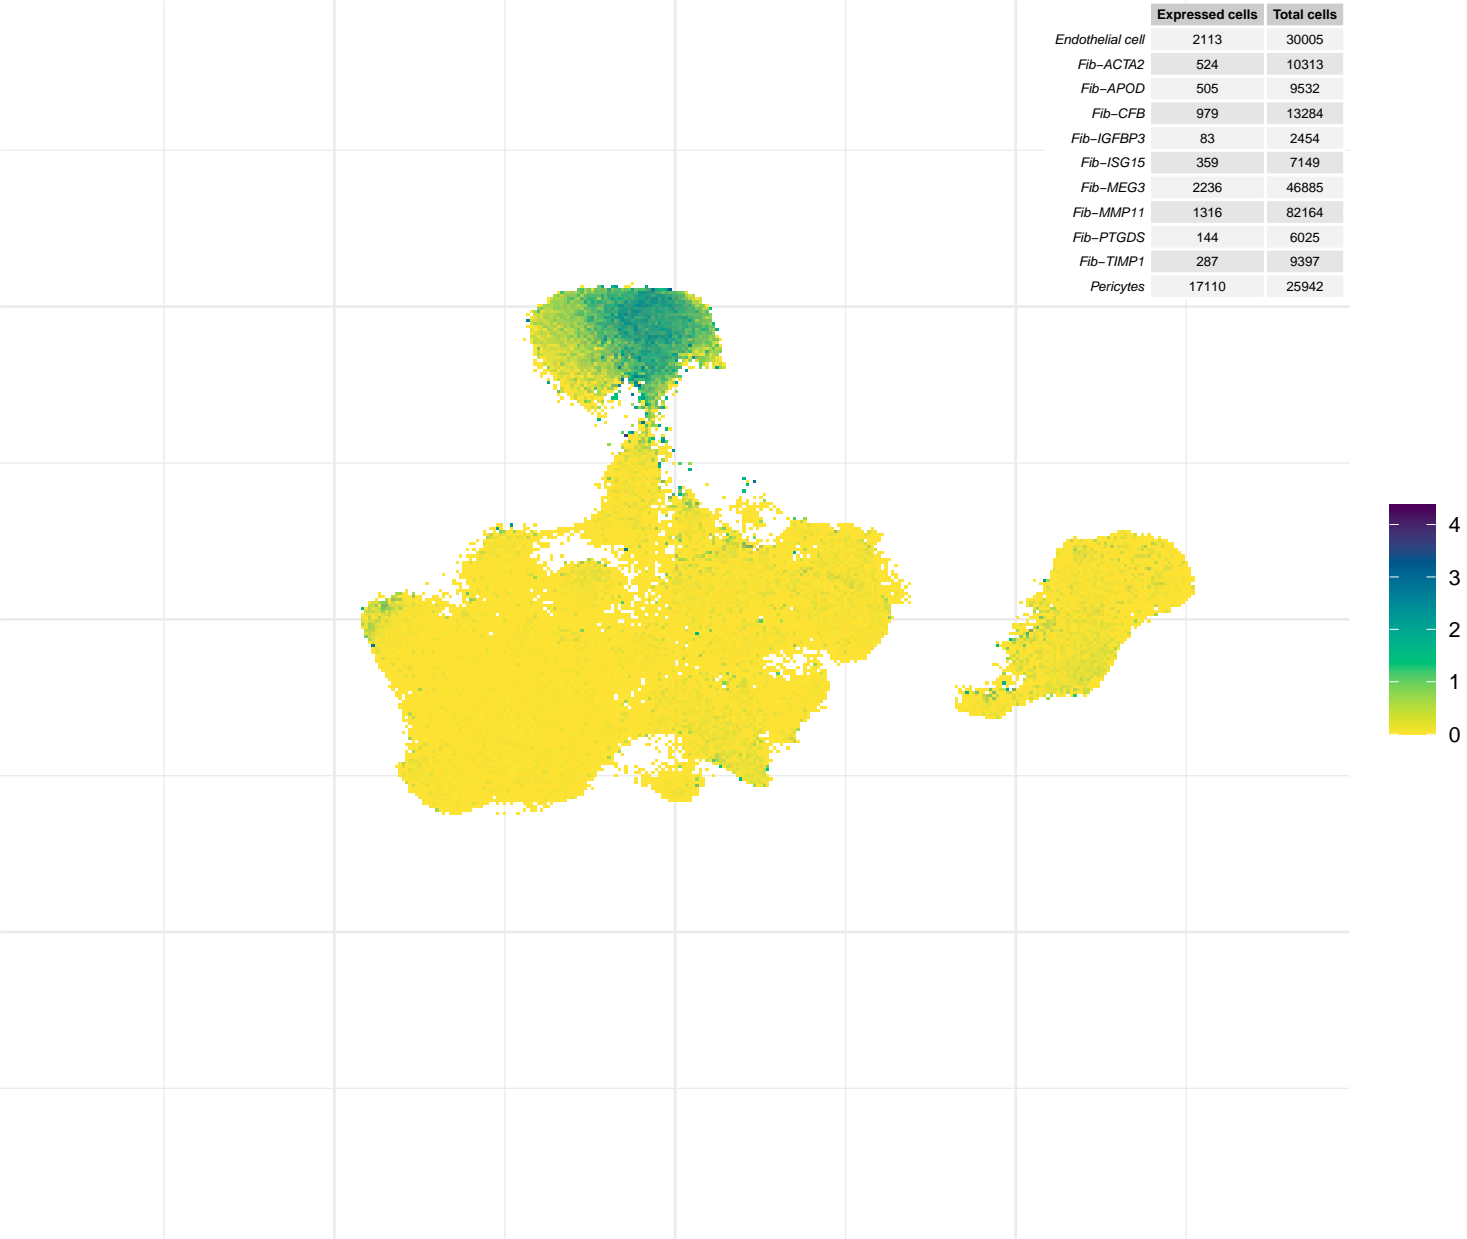 Expressed cells Total cells
Endothelial cell 2113 30005
Fib−ACTA2 524 10313
Fib−APOD 505 9532
Fib−CFB 979 13284
Fib−IGFBP3 83 2454
Fib−ISG15 359 7149
Fib−MEG3 2236 46885
Fib−MMP11 1316 82164
Fib−PTGDS 144 6025
Fib−TIMP1 287 9397
Pericytes 17110 25942
4
3
2
1
0